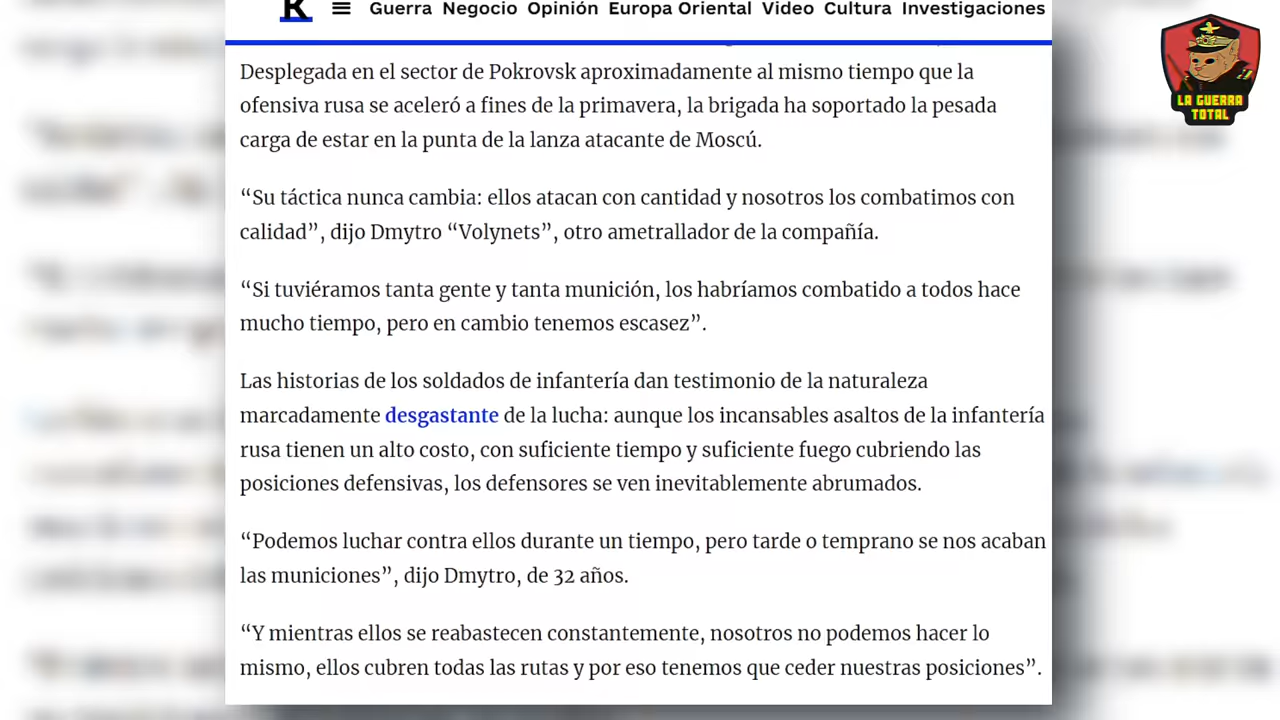 K
Guerra Negocio Opinión Europa Oriental Video Cultura Investigaciones
LA GUERRA
TOTAL
Desplegada en el sector de Pokrovsk aproximadamente al mismo tiempo que la
ofensiva rusa se aceleró a fines de la primavera, la brigada ha soportado la pesada
carga de estar en la punta de la lanza atacante de Moscú.
“Su táctica nunca cambia: ellos atacan con cantidad y nosotros los combatimos con
calidad”, dijo Dmytro “Volynets”, otro ametrallador de la compañía.
“Si tuviéramos tanta gente y tanta munición, los habríamos combatido a todos hace
mucho tiempo, pero en cambio tenemos escasez”.
Las historias de los soldados de infantería dan testimonio de la naturaleza
marcadamente desgastante de la lucha: aunque los incansables asaltos de la infantería
rusa tienen un alto costo, con suficiente tiempo y suficiente fuego cubriendo las
posiciones defensivas, los defensores se ven inevitablemente abrumados.
“Podemos luchar contra ellos durante un tiempo, pero tarde o temprano se nos acaban
las municiones”, dijo Dmytro, de 32 años.
“Y mientras ellos se reabastecen constantemente, nosotros no podemos hacer lo
mismo, ellos cubren todas las rutas y por eso tenemos que ceder nuestras posiciones”.